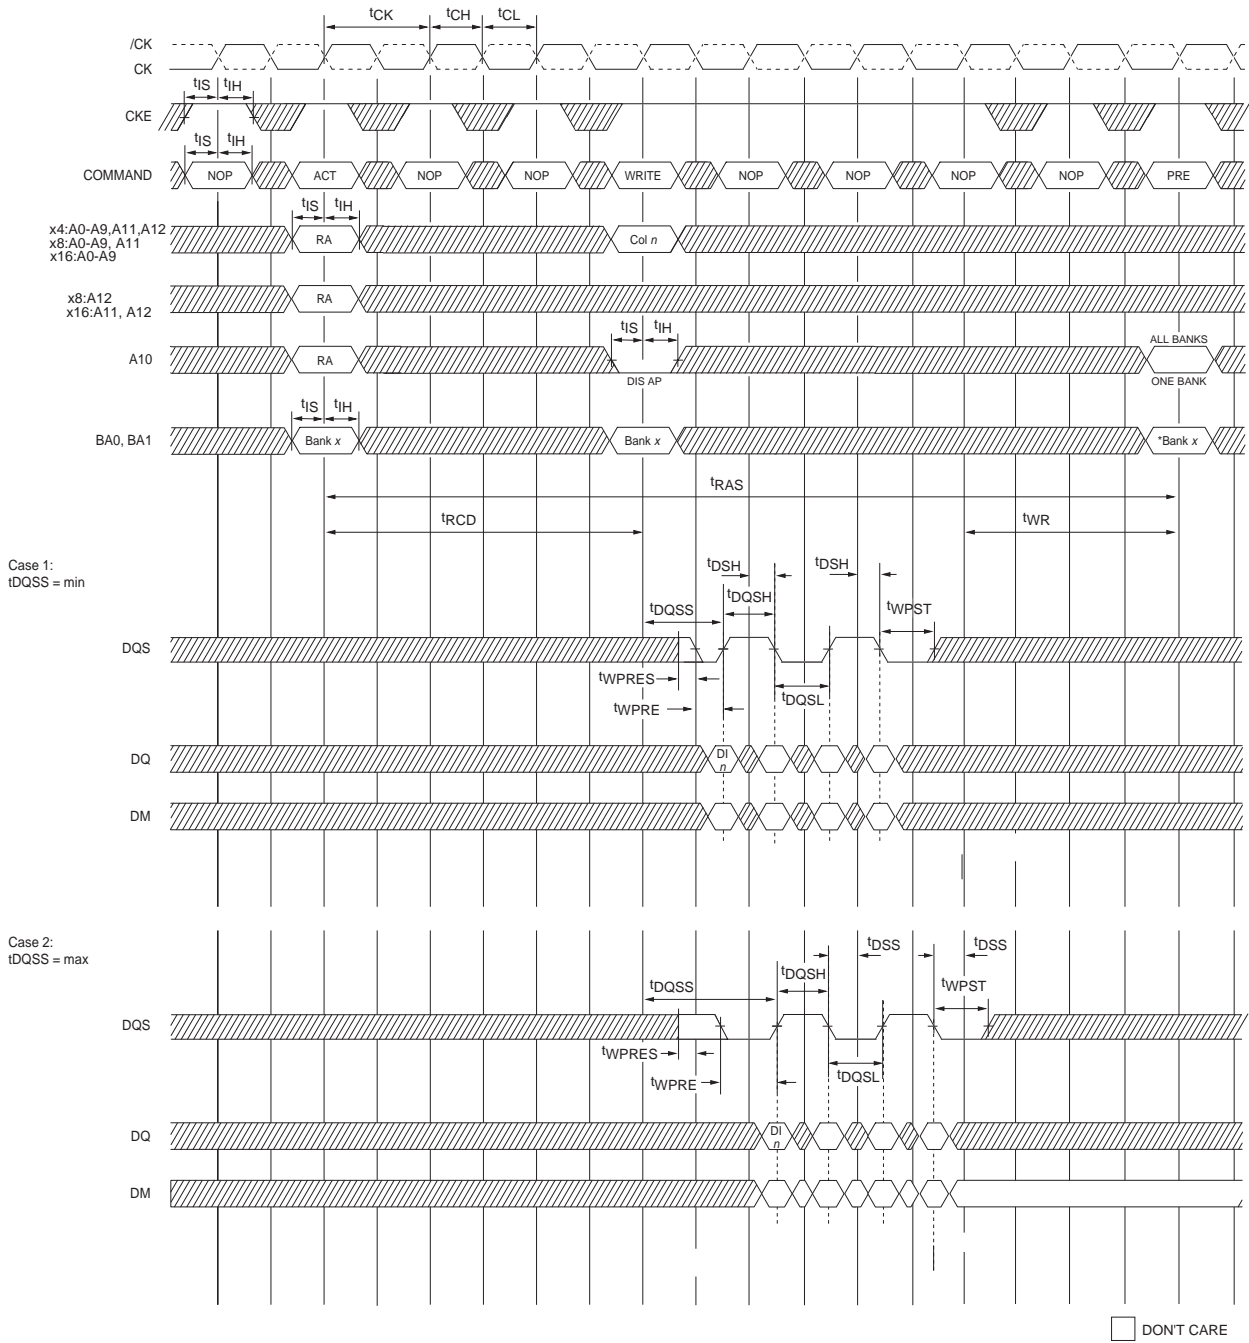 tCK tCH tCL
/CK
CK
tIS tIH
CKE
tIS tIH
COMMAND NOP ACT NOP NOP WRITE NOP NOP NOP NOP PRE
tIS tIH
x4:A0-A9,A11,A12
x8:A0-A9, A11
x16:A0-A9
RA Col n
x8:A12
x16:A11, A12
RA
tIS tIH
ALL BANKS
A10 RA
DIS AP ONE BANK
tIS tIH
BA0, BA1 Bank x Bank x *Bank x
tRAS
tRCD tWR
Case 1:
tDQSS = min
tDSH tDSH
tDQSH
tDQSS tWPST
DQS
tWPRES
tDQSL
tWPRE
DQ DI
n
DM
Case 2:
tDQSS = max
tDSS tDSS
tDQSH
tDQSS tWPST
DQS
tWPRES
tDQSL
tWPRE
DQ DI
n
DM
DON'T CARE